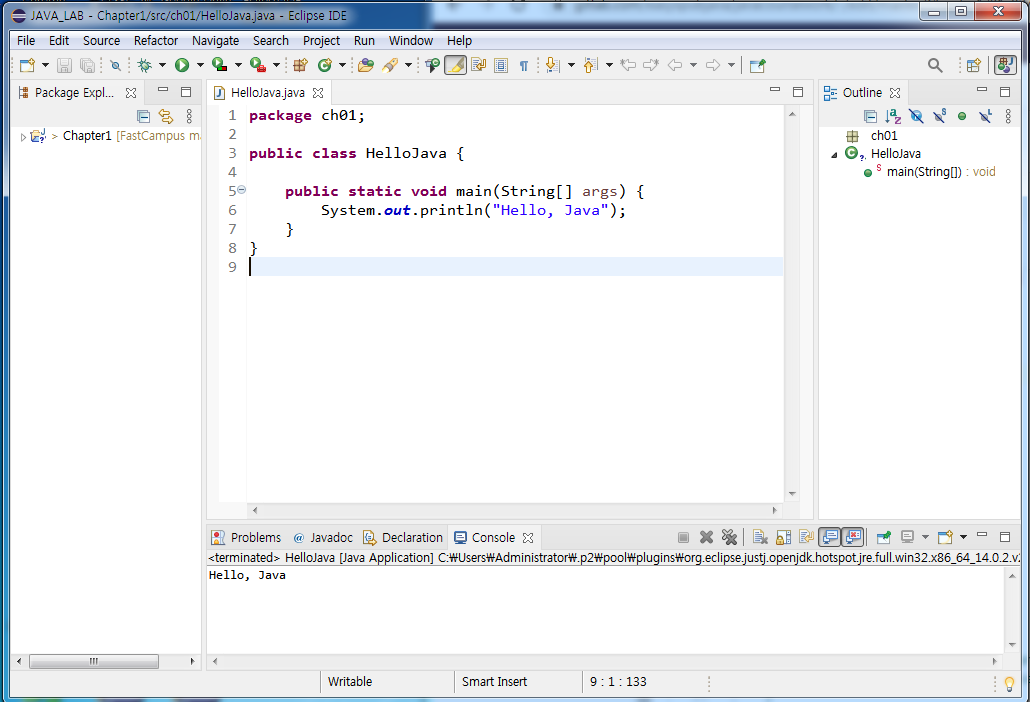 JAVA_LAB - Chapter1/src/ch01/HelloJava.java - Eclipse IDE
File Edit Source Refactor Navigate Search Project Run Window Help
Package Expl...
> Chapter1 [FastCampus m
HelloJava.java
1 package ch01;
2
3 public class HelloJava {
4
5 public static void main(String[] args) {
6 System.out.println("Hello, Java");
7 }
8 }
9
Outline
ch01
HelloJava
main(String[]) : void
Problems @ Javadoc Declaration Console
<terminated> HelloJava [Java Application] C:₩Users₩Administrator₩.p2₩pool₩plugins₩org.eclipse.justj.openjdk.hotspot.jre.full.win32.x86_64_14.0.2.v
Hello, Java
Writable Smart Insert 9 : 1 : 133